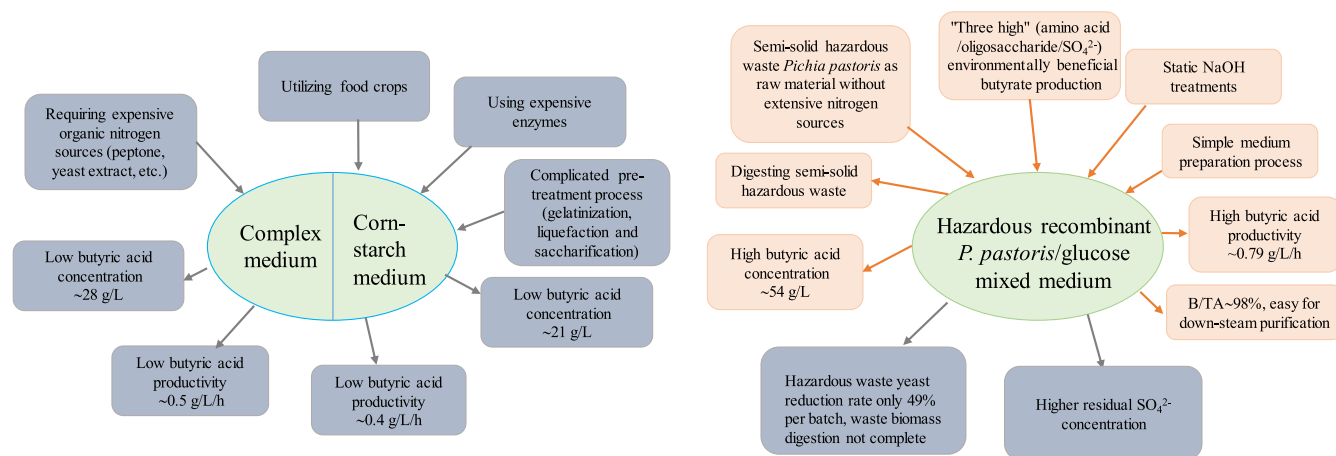 Requiring expensive
organic nitrogen
sources (peptone,
yeast extract, etc.)
Utilizing food crops
Using expensive
enzymes
Complicated pre-
treatment process
(gelatinization,
liquefaction and
saccharification)
Complex
medium
Corn-
starch
medium
Low butyric acid
concentration
~28 g/L
Low butyric acid
productivity
~0.5 g/L/h
Low butyric acid
productivity
~0.4 g/L/h
Low butyric acid
concentration
~21 g/L
Semi-solid hazardous
waste Pichia pastoris as
raw material without
extensive nitrogen
sources
"Three high" (amino acid
/oligosaccharide/SO₄²⁻)
environmentally beneficial
butyrate production
Static NaOH
treatments
Simple medium
preparation process
Digesting semi-solid
hazardous waste
Hazardous recombinant
P. pastoris/glucose
mixed medium
High butyric acid
productivity
~0.79 g/L/h
High butyric acid
concentration
~54 g/L
B/TA~98%, easy for
down-steam purification
Hazardous waste yeast
reduction rate only 49%
per batch, waste biomass
digestion not complete
Higher residual SO₄²⁻
concentration